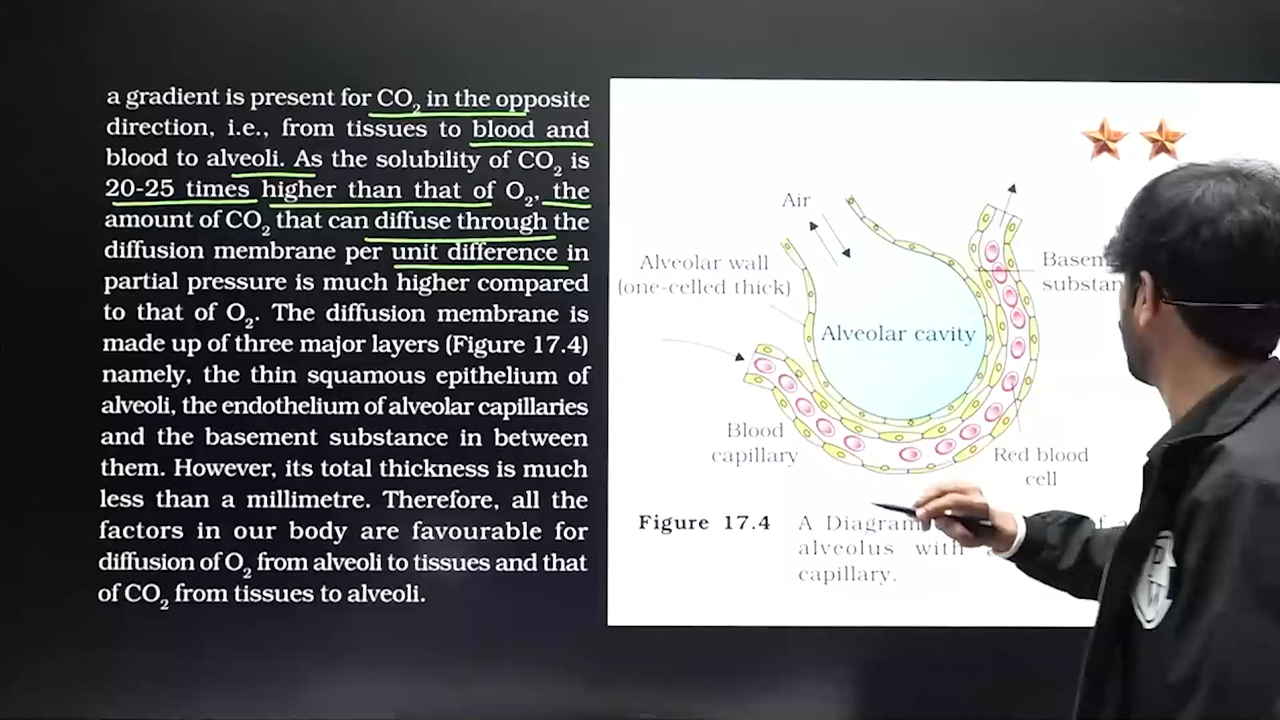 a gradient is present for CO₂ in the opposite
direction, i.e., from tissues to blood and
blood to alveoli. As the solubility of CO₂ is
20-25 times higher than that of O₂, the
amount of CO₂ that can diffuse through the
diffusion membrane per unit difference in
partial pressure is much higher compared
to that of O₂. The diffusion membrane is
made up of three major layers (Figure 17.4)
namely, the thin squamous epithelium of
alveoli, the endothelium of alveolar capillaries
and the basement substance in between
them. However, its total thickness is much
less than a millimetre. Therefore, all the
factors in our body are favourable for
diffusion of O₂ from alveoli to tissues and that
of CO₂ from tissues to alveoli.
Air
Alveolar wall
(one-celled thick)
Alveolar cavity
Basem
substan
Blood
capillary
Red blood
cell
Figure 17.4 A Diagram
alveolus with
capillary.